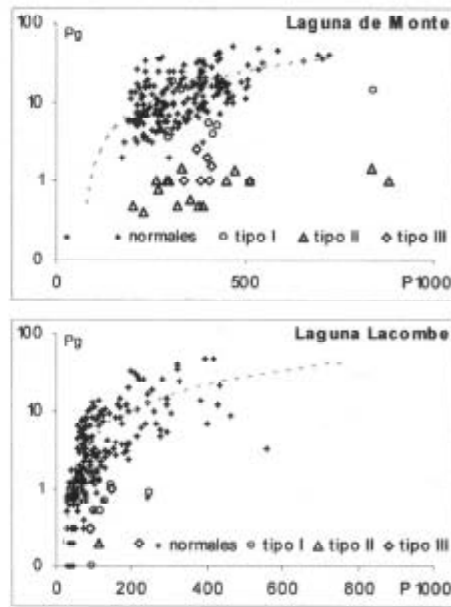 Laguna de Monte
100
Pg
10
1
0
normales tipo I tipo II tipo III
0 500 P 1000
Laguna Lacombe
100
Pg
10
1
0
normales tipo I tipo II tipo III
0 200 400 600 800 P 1000